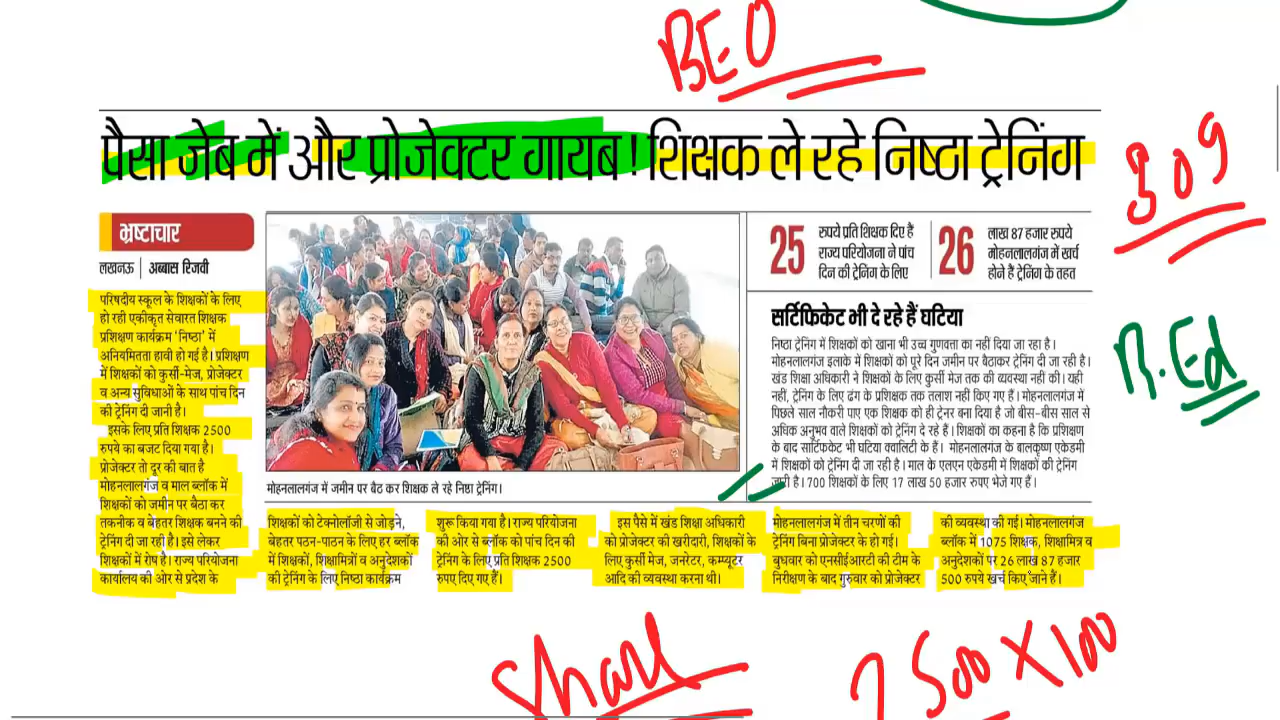 BEO
पैसा जेब में और प्रोजेक्टर गायब! शिक्षक ले रहे निष्ठा ट्रेनिंग
309
B.Ed
भ्रष्टाचार
लखनऊ | अब्बास रिजवी
परिषदीय स्कूल के शिक्षकों के लिए
हो रही एकीकृत सेवारत शिक्षक
प्रशिक्षण कार्यक्रम 'निष्ठा' में
अनियमितता हावी हो गई है। प्रशिक्षण
में शिक्षकों को कुर्सी-मेज, प्रोजेक्टर
व अन्य सुविधाओं के साथ पांच दिन
की ट्रेनिंग दी जानी है।
इसके लिए प्रति शिक्षक 2500
रुपये का बजट दिया गया है।
प्रोजेक्टर तो दूर की बात है
मोहनलालगंज व माल ब्लॉक में
शिक्षकों को जमीन पर बैठा कर
तकनीक व बेहतर शिक्षक बनने की
ट्रेनिंग दी जा रही है। इसे लेकर
शिक्षकों में रोष है। राज्य परियोजना
कार्यालय की ओर से प्रदेश के
मोहनलालगंज में जमीन पर बैठ कर शिक्षक ले रहे निष्ठा ट्रेनिंग।
शिक्षकों को टेक्नोलॉजी से जोड़ने,
बेहतर पठन-पाठन के लिए हर ब्लॉक
में शिक्षकों, शिक्षामित्रों व अनुदेशकों
की ट्रेनिंग के लिए निष्ठा कार्यक्रम
शुरू किया गया है। राज्य परियोजना
की ओर से ब्लॉक को पांच दिन की
ट्रेनिंग के लिए प्रति शिक्षक 2500
रुपए दिए गए हैं।
इस पैसे में खंड शिक्षा अधिकारी
को प्रोजेक्टर की खरीदारी, शिक्षकों के
लिए कुर्सी मेज, जनरेटर, कम्प्यूटर
आदि की व्यवस्था करना थी।
मोहनलालगंज में तीन चरणों की
ट्रेनिंग बिना प्रोजेक्टर के हो गई।
बुधवार को एनसीईआरटी की टीम के
निरीक्षण के बाद गुरुवार को प्रोजेक्टर
की व्यवस्था की गई। मोहनलालगंज
ब्लॉक में 1075 शिक्षक, शिक्षामित्र व
अनुदेशकों पर 26 लाख 87 हजार
500 रुपये खर्च किए जाने हैं।
25 रुपये प्रति शिक्षक दिए हैं
राज्य परियोजना ने पांच
दिन की ट्रेनिंग के लिए
26 लाख 87 हजार रुपये
मोहनलालगंज में खर्च
होने हैं ट्रेनिंग के तहत
सर्टिफिकेट भी दे रहे हैं घटिया
निष्ठा ट्रेनिंग में शिक्षकों को खाना भी उच्च गुणवत्ता का नहीं दिया जा रहा है।
मोहनलालगंज इलाके में शिक्षकों को पूरे दिन जमीन पर बैठाकर ट्रेनिंग दी जा रही है।
खंड शिक्षा अधिकारी ने शिक्षकों के लिए कुर्सी मेज तक की व्यवस्था नहीं की। यही
नहीं, ट्रेनिंग के लिए ढंग के प्रशिक्षक तक तलाश नहीं किए गए हैं। मोहनलालगंज में
पिछले साल नौकरी पाए एक शिक्षक को ही ट्रेनर बना दिया है जो बीस-बीस साल से
अधिक अनुभव वाले शिक्षकों को ट्रेनिंग दे रहे हैं। शिक्षकों का कहना है कि प्रशिक्षण
के बाद सार्टिफकेट भी घटिया क्वालिटी के हैं। मोहनलालगंज के बालकृष्ण एकेडमी
में शिक्षकों को ट्रेनिंग दी जा रही है। माल के एलएन एकेडमी में शिक्षकों की ट्रेनिंग
जारी है। 700 शिक्षकों के लिए 17 लाख 50 हजार रुपए भेजे गए हैं।
Share
2500 X 100